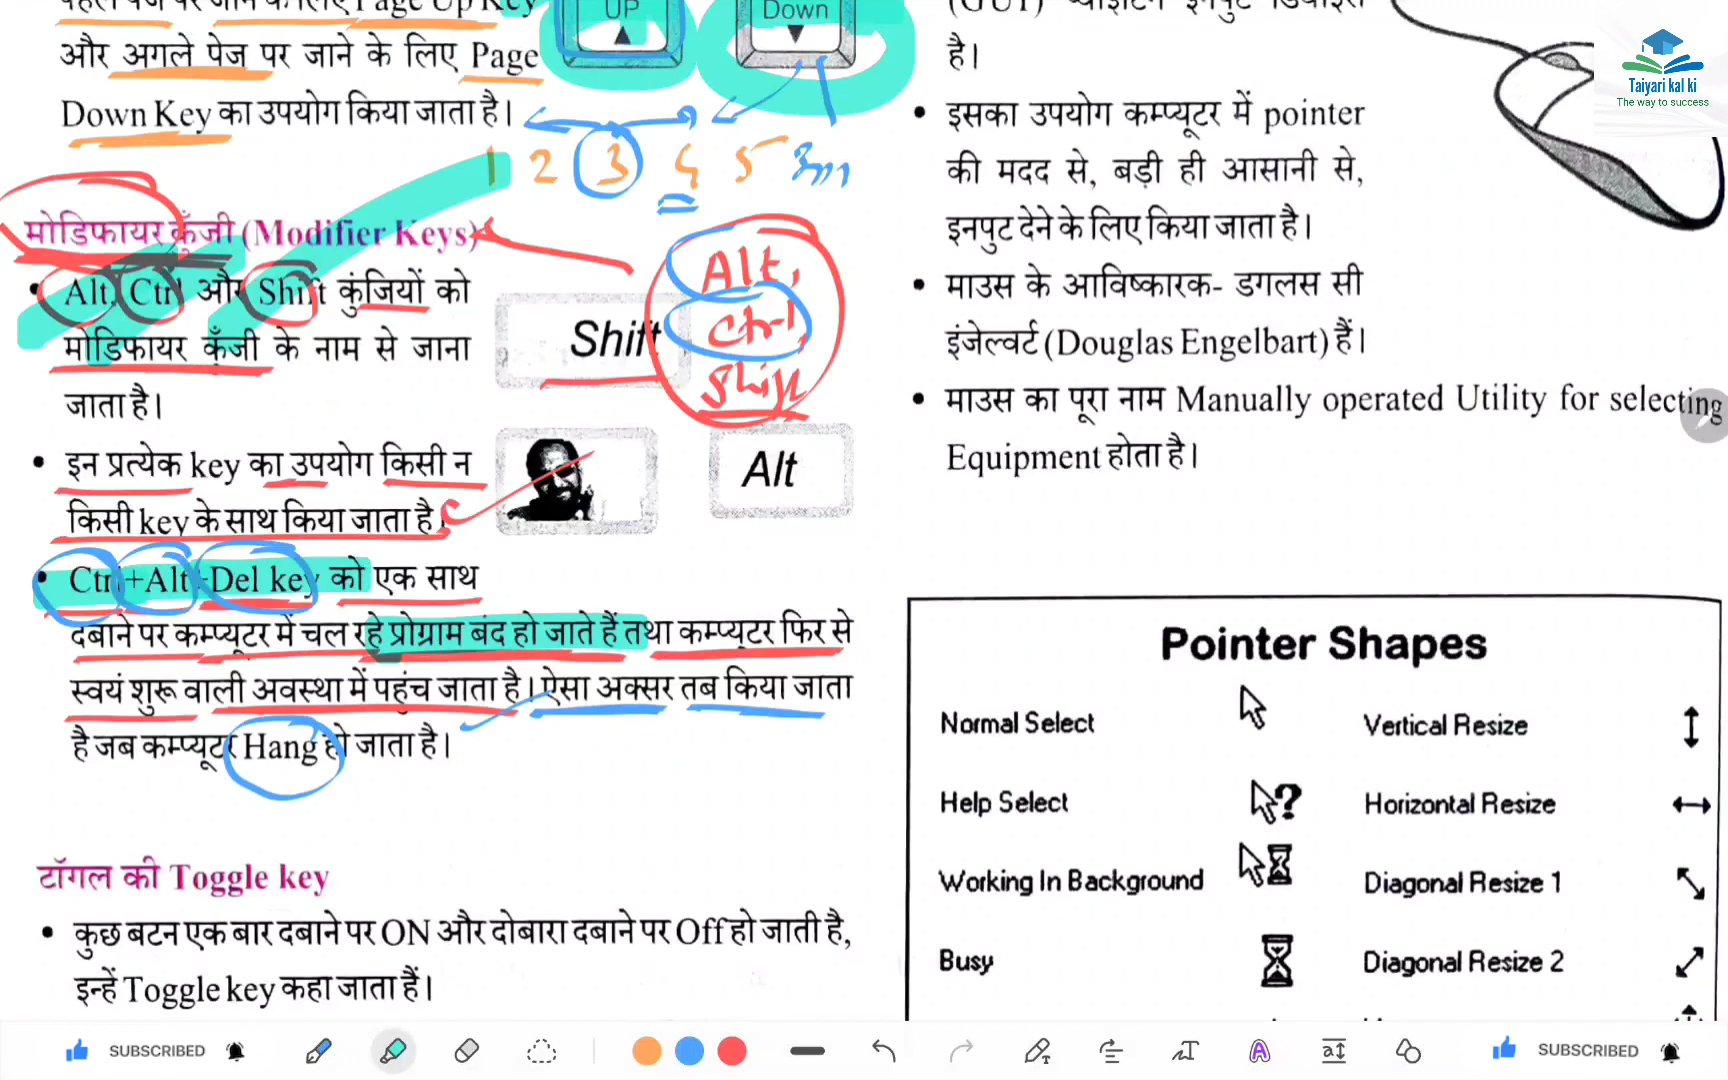 पहले पेज पर जाने के लिए Page Up Key
और अगले पेज पर जाने के लिए Page
Down Key का उपयोग किया जाता है।
UP
Down
1 2 3 4 5
मोडिफायर कुँजी (Modifier Keys)
• Alt, Ctrl और Shift कुंजियों को
मोडिफायर कुँजी के नाम से जाना
जाता है।
• इन प्रत्येक key का उपयोग किसी न
किसी key के साथ किया जाता है।
• Ctrl+Alt+Del key को एक साथ
दबाने पर कम्प्यूटर में चल रहे प्रोग्राम बंद हो जाते हैं तथा कम्प्यूटर फिर से
स्वयं शुरू वाली अवस्था में पहुंच जाता है। ऐसा अक्सर तब किया जाता
है जब कम्प्यूटर Hang हो जाता है।
Shift
Alt
Alt,
Ctrl
Shift
टॉगल की Toggle key
• कुछ बटन एक बार दबाने पर ON और दोबारा दबाने पर Off हो जाती है,
इन्हें Toggle key कहा जाता हैं।
है।
• इसका उपयोग कम्प्यूटर में pointer
की मदद से, बड़ी ही आसानी से,
इनपुट देने के लिए किया जाता है।
• माउस के आविष्कारक- डगलस सी
इंजेल्वर्ट (Douglas Engelbart) हैं।
• माउस का पूरा नाम Manually operated Utility for selecting
Equipment होता है।
Taiyari kal ki
The way to success
Pointer Shapes
Normal Select
Vertical Resize
Help Select
Horizontal Resize
Working In Background
Diagonal Resize 1
Busy
Diagonal Resize 2
SUBSCRIBED
SUBSCRIBED